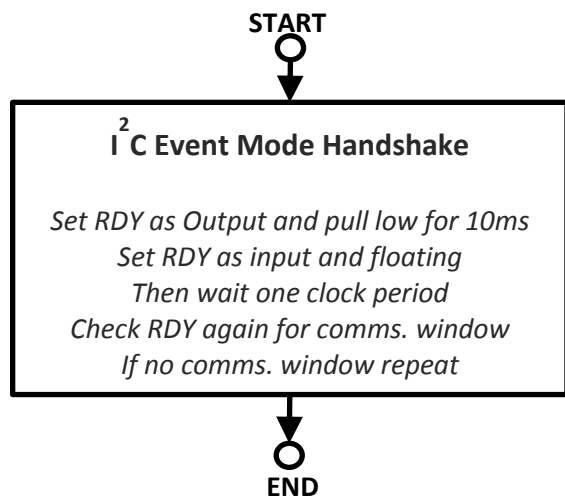 START
I²C Event Mode Handshake
Set RDY as Output and pull low for 10ms
Set RDY as input and floating
Then wait one clock period
Check RDY again for comms. window
If no comms. window repeat
END